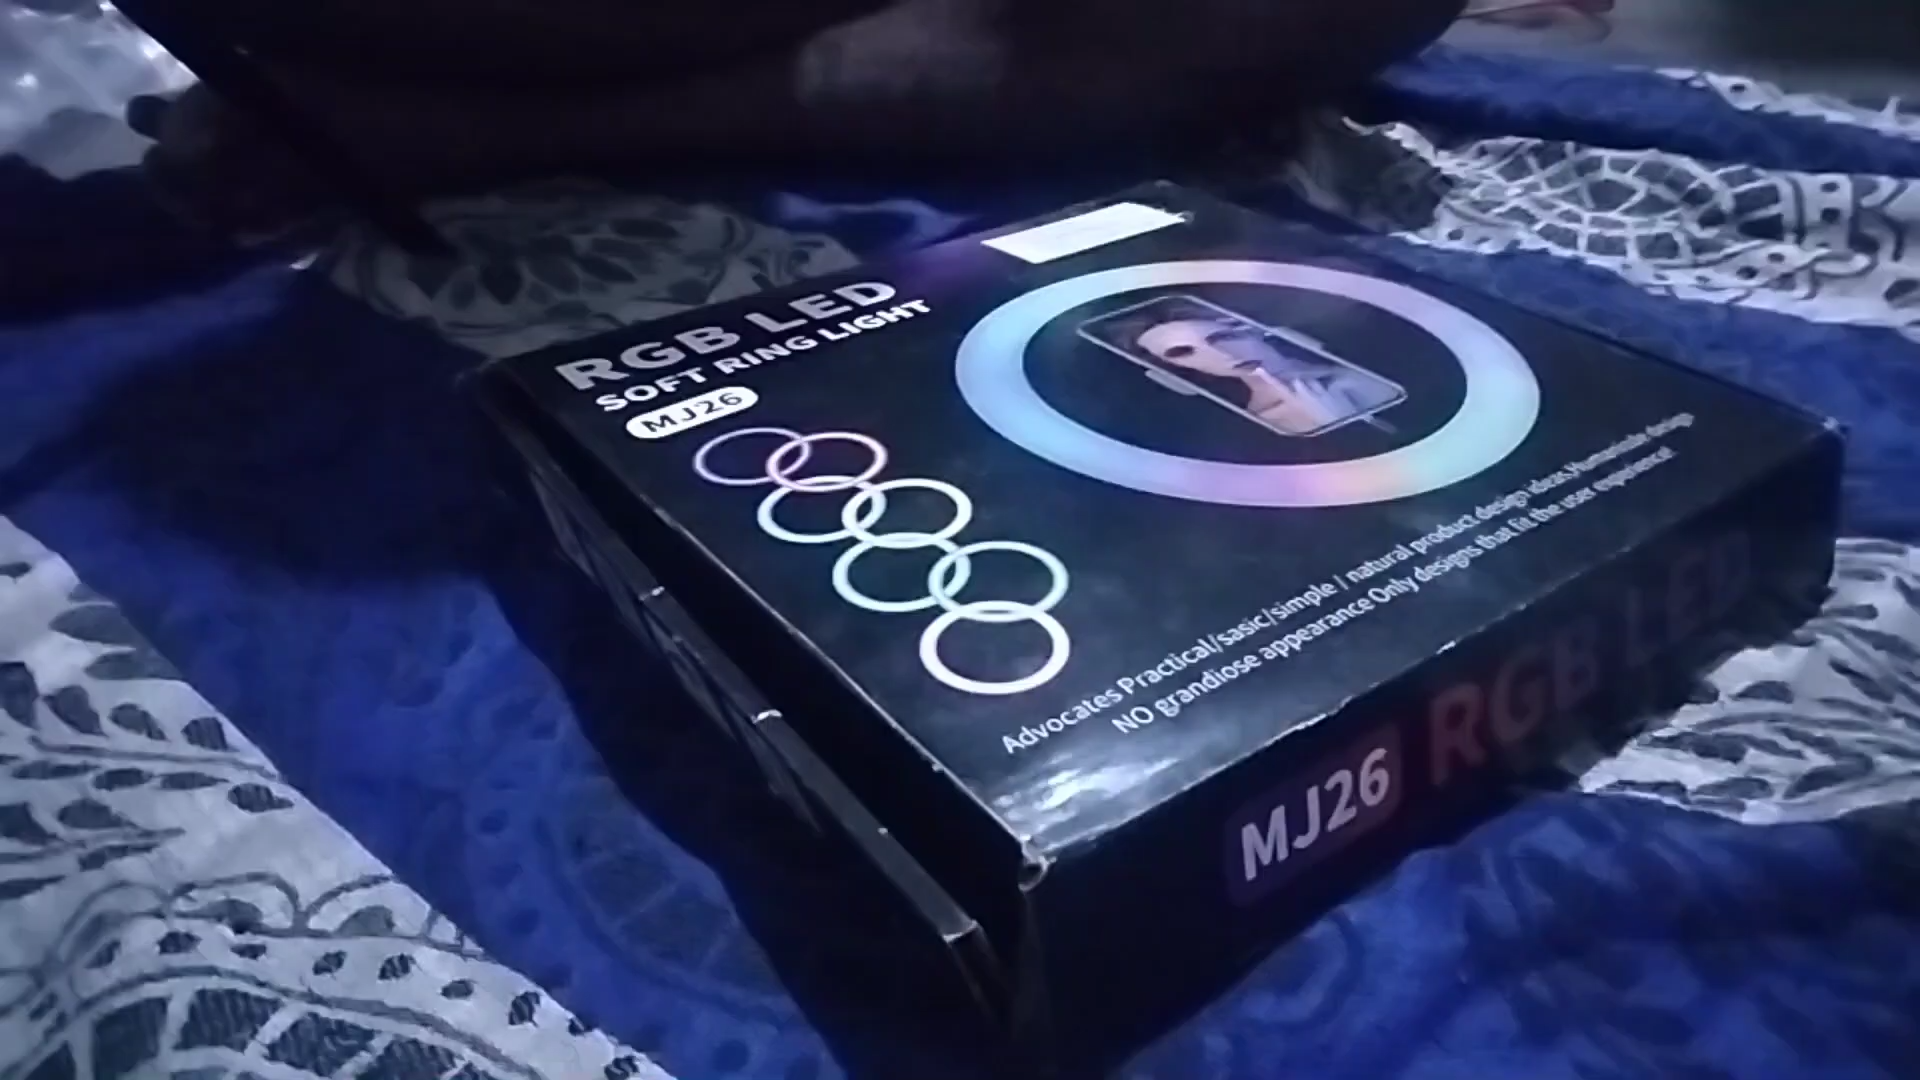 RGB LED
SOFT RING LIGHT
MJ26
Advocates Practical/sasic/simple / natural product design ideas,Humanistic design
NO grandiose appearance Only designs that fit the user experience!
MJ26 RGB LED